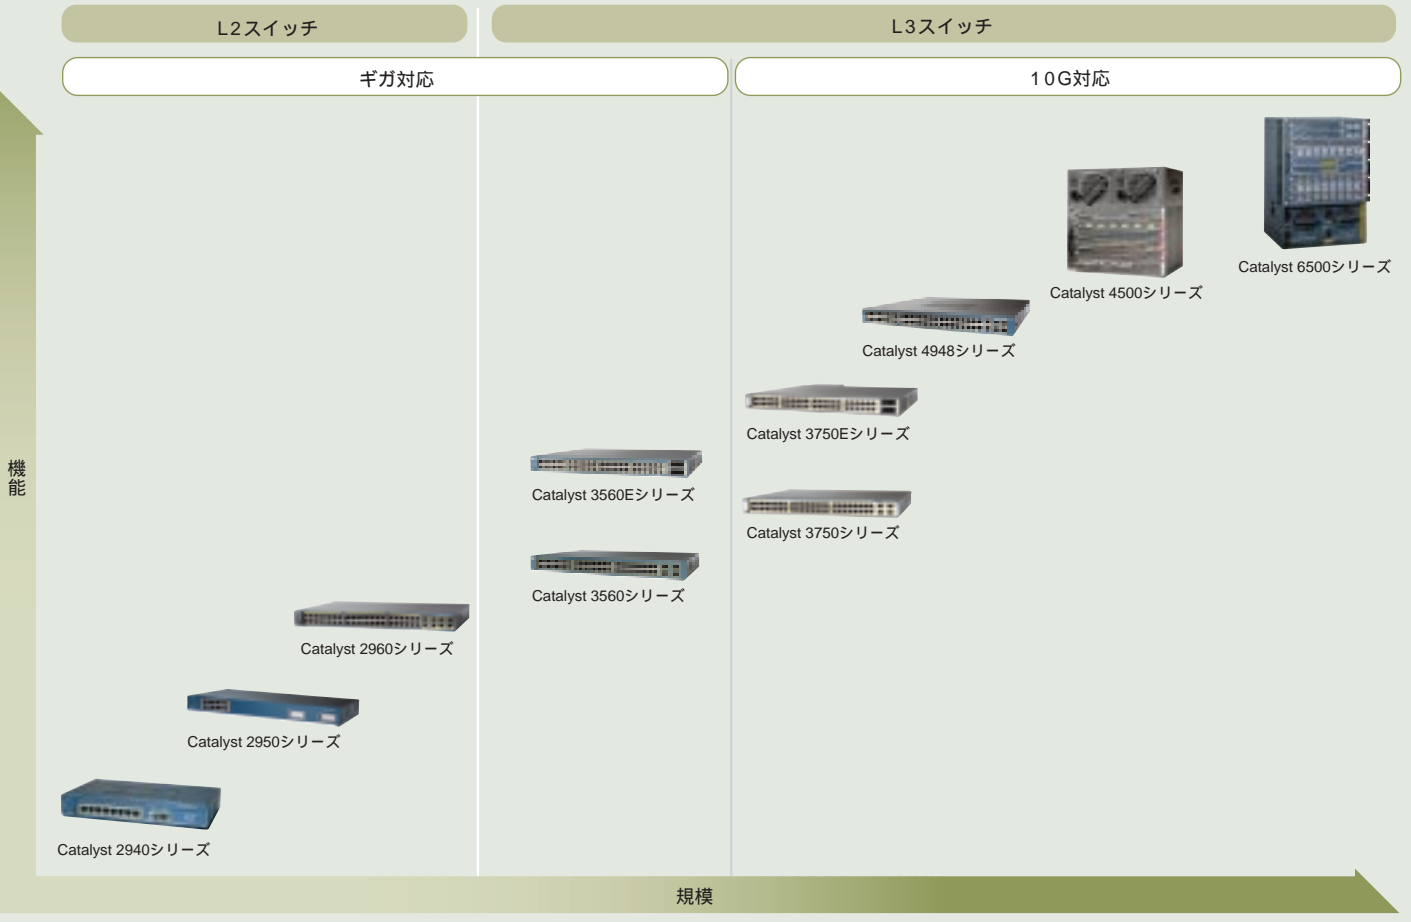 L2スイッチ
L3スイッチ
ギガ対応
10G対応
Catalyst 6500シリーズ
Catalyst 4500シリーズ
Catalyst 4948シリーズ
Catalyst 3750Eシリーズ
Catalyst 3560Eシリーズ
Catalyst 3750シリーズ
Catalyst 3560シリーズ
Catalyst 2960シリーズ
Catalyst 2950シリーズ
Catalyst 2940シリーズ
機能
規模